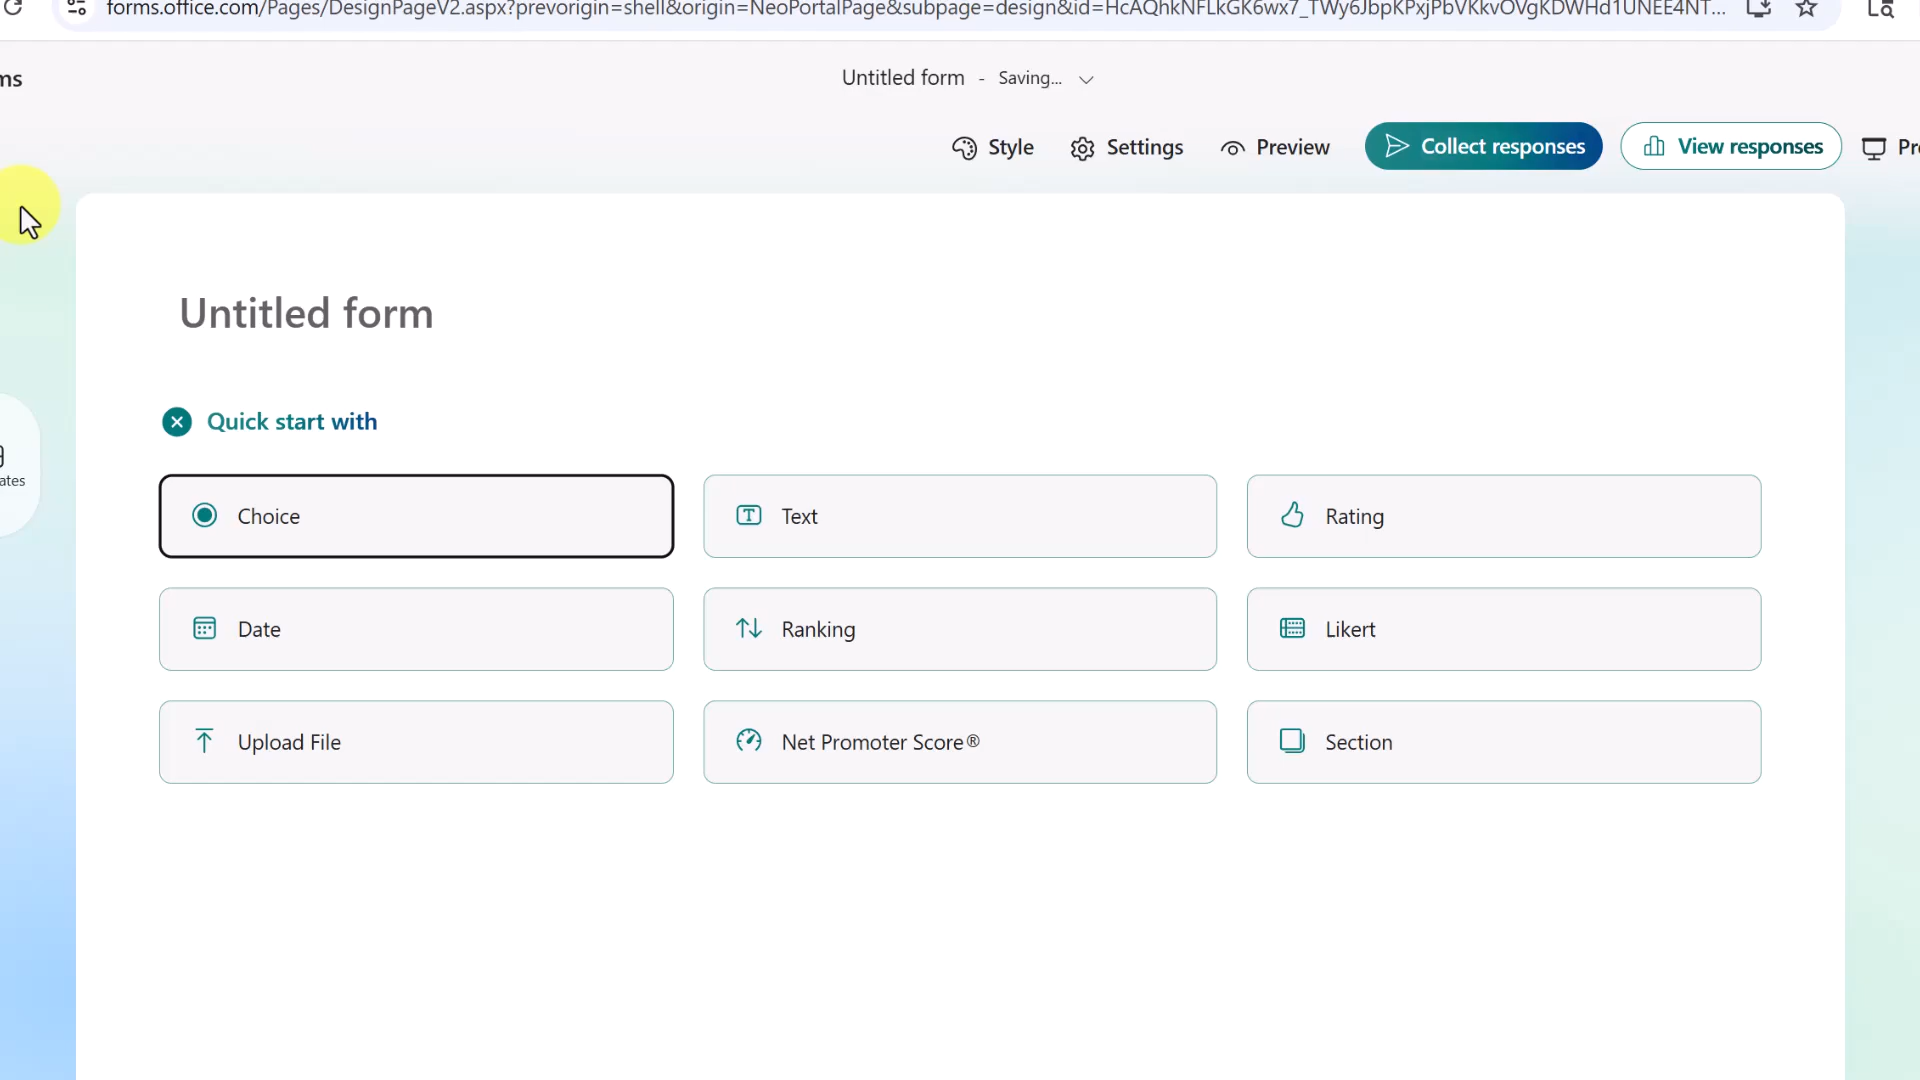 forms.office.com/Pages/DesignPageV2.aspx?prevorigin=shell&origin=NeoPortalPage&subpage=design&id=HcAQhkNFLkGK6wx7_TWy6JbpKPxjPbVKkvOVgKDWHd1UNEE4NT...
ms
Untitled form - Saving...
Style Settings Preview Collect responses View responses Pre
Untitled form
Quick start with
Choice Text Rating
ates
Date Ranking Likert
Upload File Net Promoter Score® Section